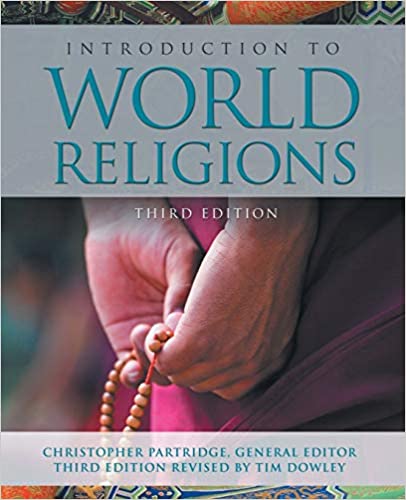 INTRODUCTION TO
WORLD
RELIGIONS
THIRD EDITION
CHRISTOPHER PARTRIDGE, GENERAL EDITOR
THIRD EDITION REVISED BY TIM DOWLEY